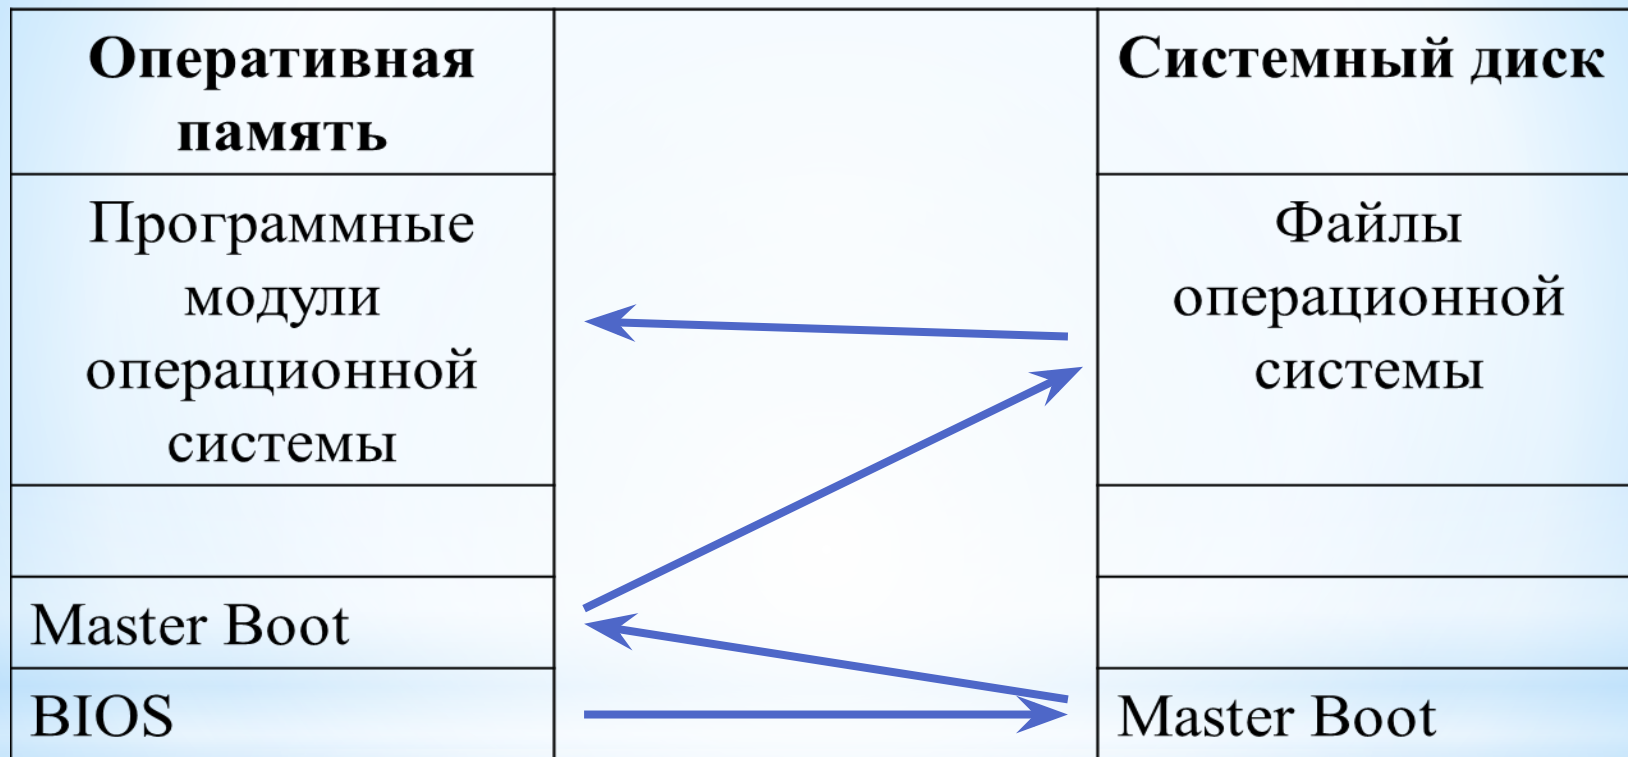 Оперативная
память
Системный диск
Программные
модули
операционной
системы
Файлы
операционной
системы
Master Boot
BIOS
Master Boot